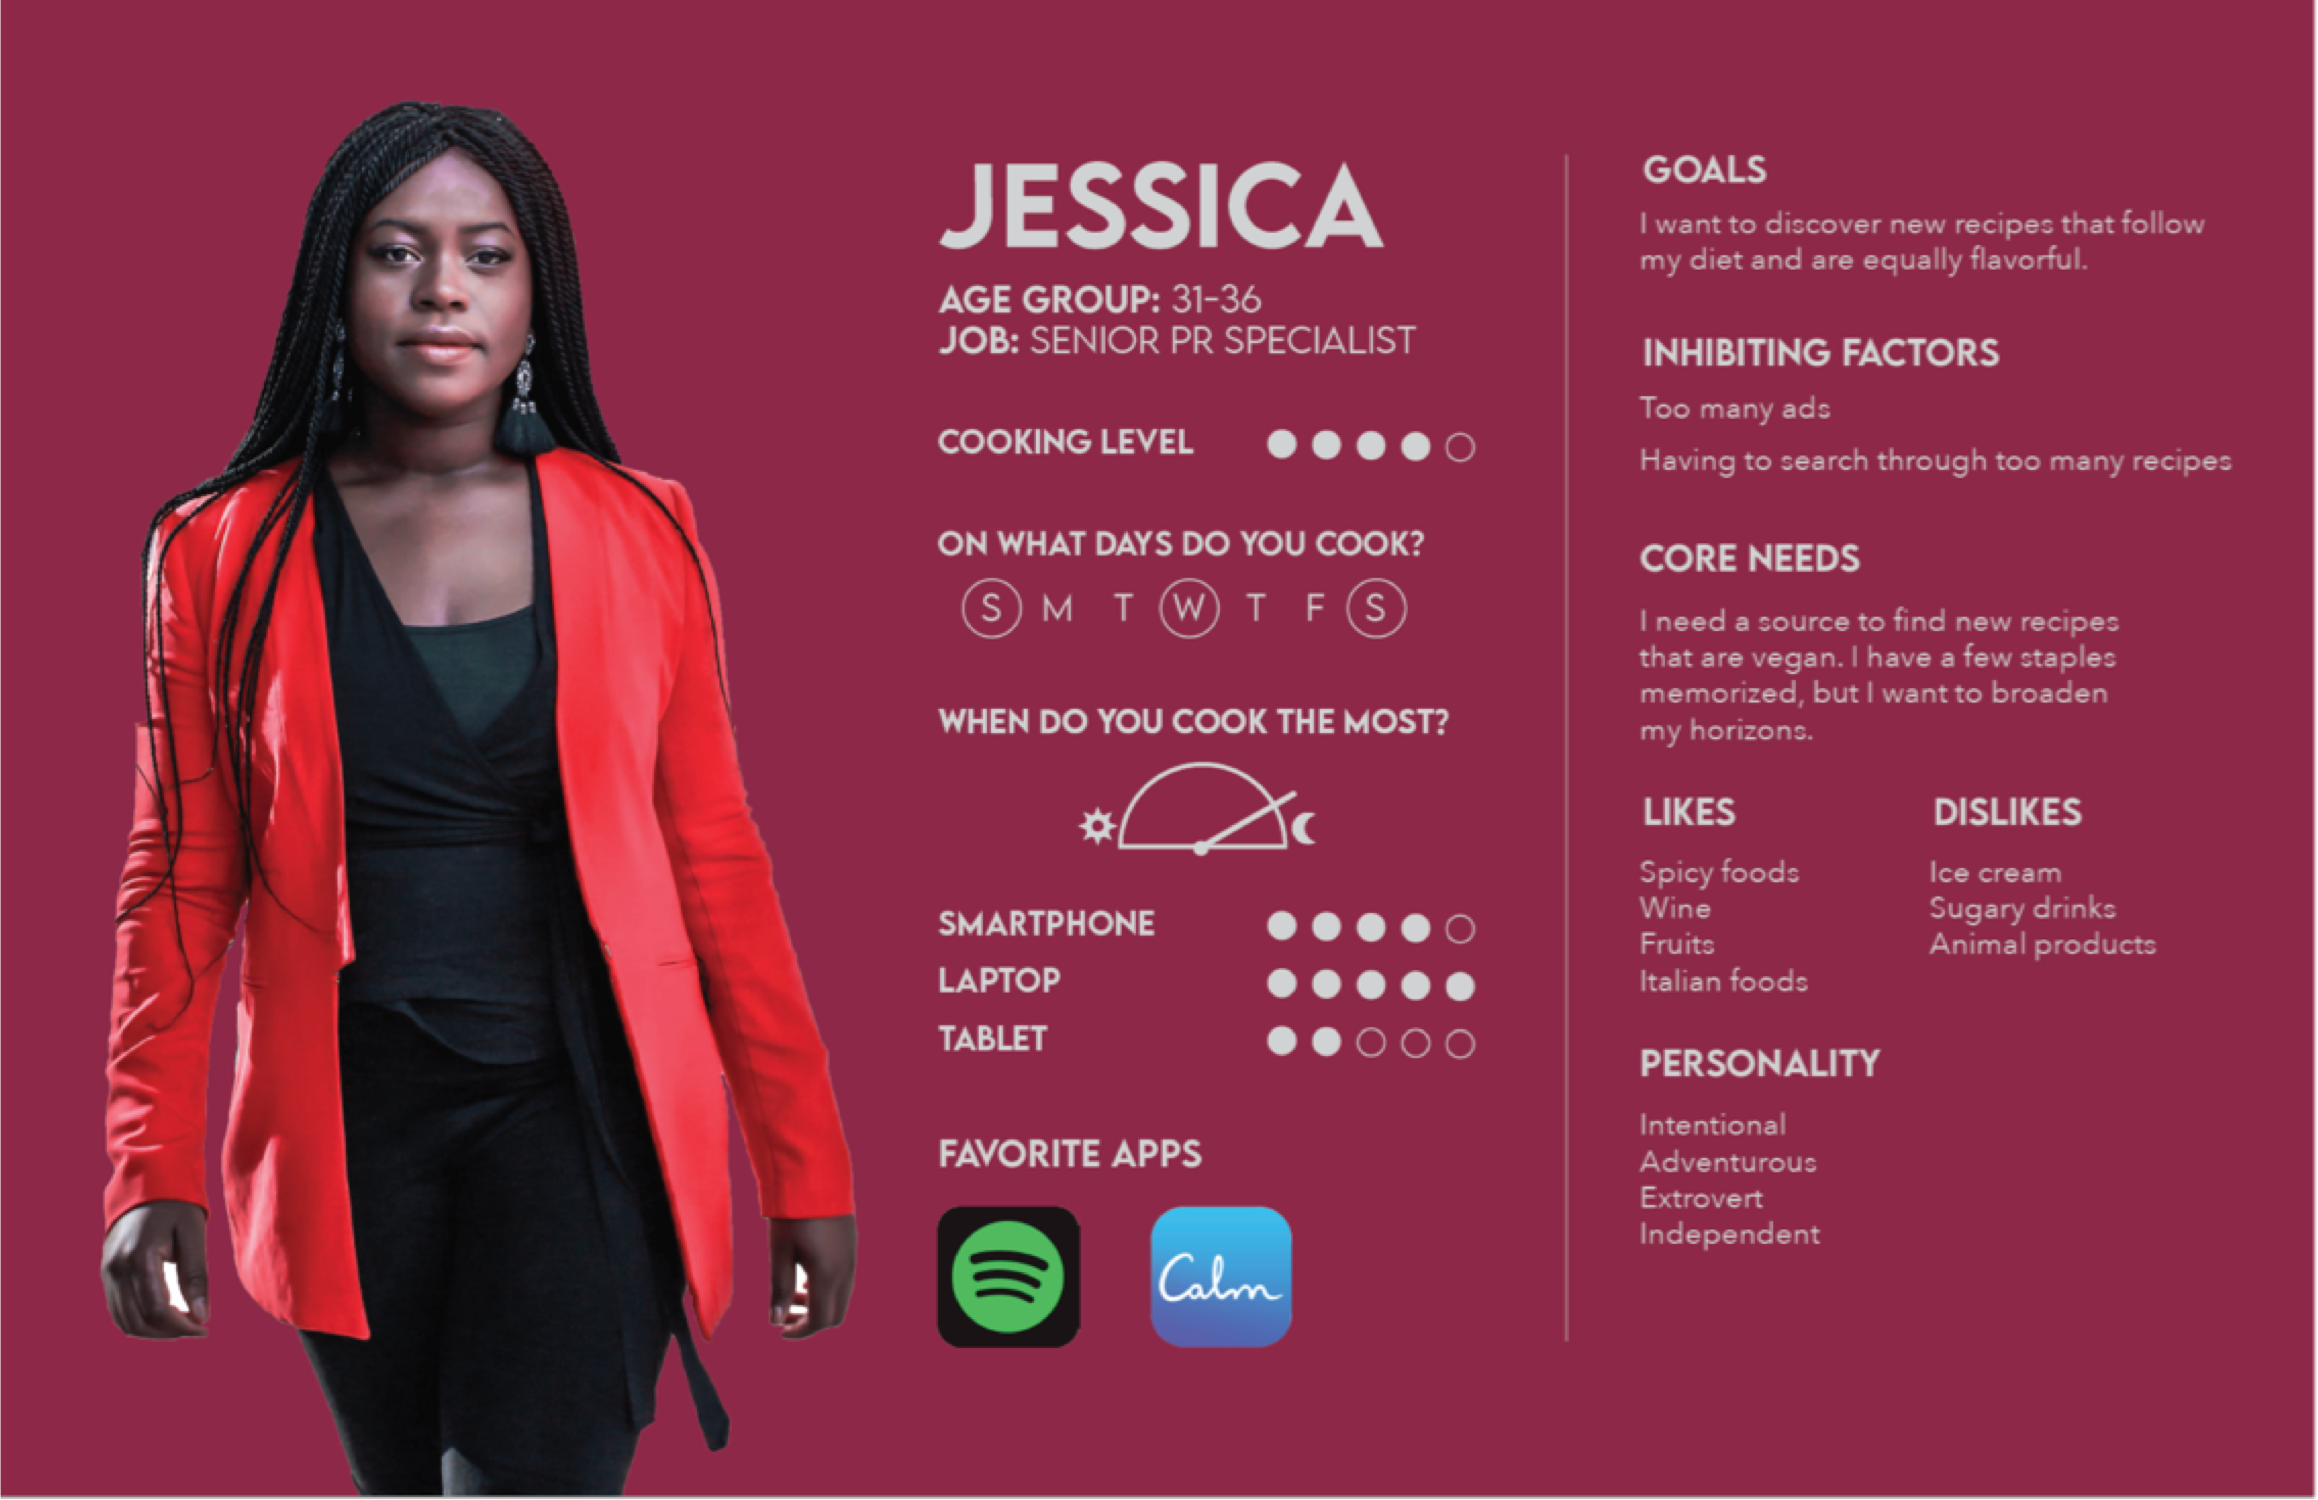 JESSICA
AGE GROUP: 31-36
JOB: SENIOR PR SPECIALIST
COOKING LEVEL
ON WHAT DAYS DO YOU COOK?
S M T W T F S
WHEN DO YOU COOK THE MOST?
SMARTPHONE
LAPTOP
TABLET
FAVORITE APPS
Calm
GOALS
I want to discover new recipes that follow
my diet and are equally flavorful.
INHIBITING FACTORS
Too many ads
Having to search through too many recipes
CORE NEEDS
I need a source to find new recipes
that are vegan. I have a few staples
memorized, but I want to broaden
my horizons.
LIKES
Spicy foods
Wine
Fruits
Italian foods
DISLIKES
Ice cream
Sugary drinks
Animal products
PERSONALITY
Intentional
Adventurous
Extrovert
Independent